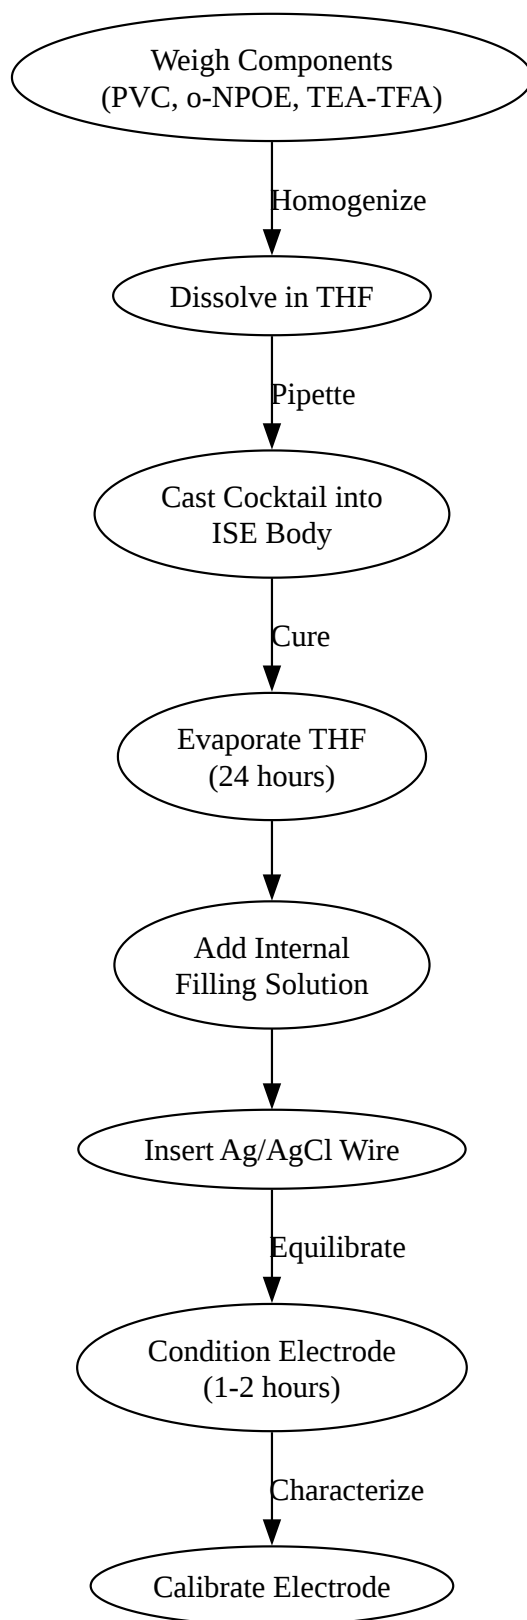 Weigh Components
(PVC, o-NPOE, TEA-TFA)
Homogenize
Dissolve in THF
Pipette
Cast Cocktail into
ISE Body
Cure
Evaporate THF
(24 hours)
Add Internal
Filling Solution
Insert Ag/AgCl Wire
Equilibrate
Condition Electrode
(1-2 hours)
Characterize
Calibrate Electrode